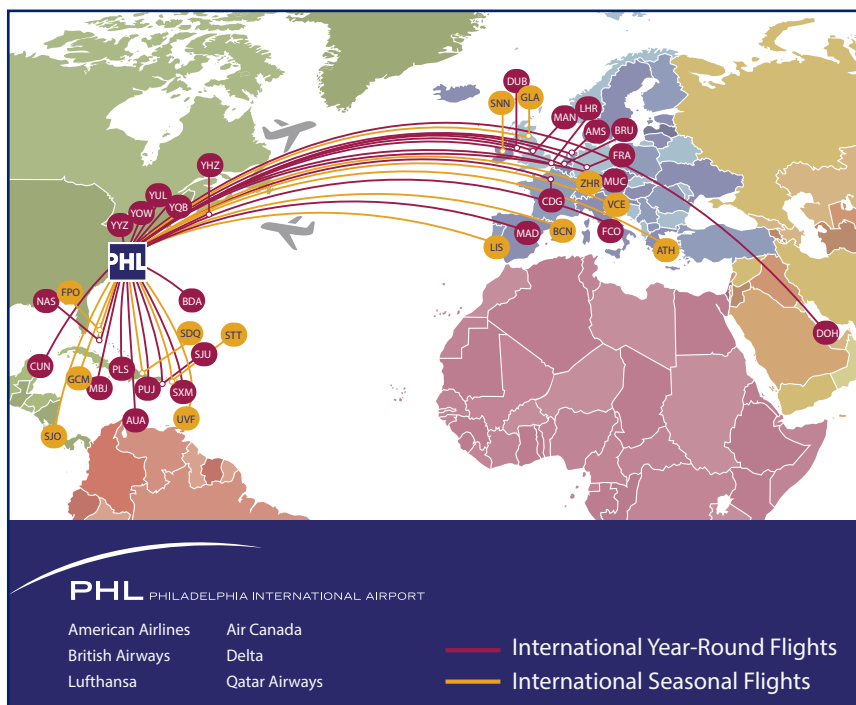 DUB
SNN
GLA
LHR
MAN
AMS
BRU
FRA
YHZ
ZHR
MUC
YUL
YQB
YOW
YYZ
CDG
VCE
BCN
FCO
MAD
LIS
ATH
PHL
FPO
NAS
BDA
DOH
SDQ
STT
SJU
CUN
GCM
MBJ
PLS
PUJ
SXM
AUA
UVF
SJO
PHL PHILADELPHIA INTERNATIONAL AIRPORT
American Airlines Air Canada
British Airways Delta
Lufthansa Qatar Airways
International Year-Round Flights
International Seasonal Flights